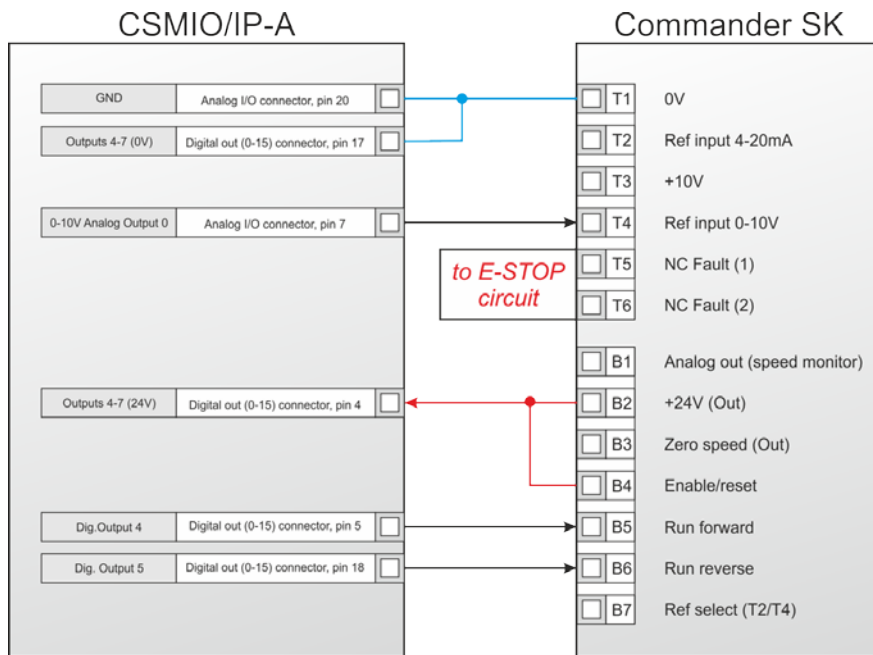 CSMIO/IP-A
Commander SK
GND Analog I/O connector, pin 20
T1 0V
Outputs 4-7 (0V) Digital out (0-15) connector, pin 17
T2 Ref input 4-20mA
T3 +10V
0-10V Analog Output 0 Analog I/O connector, pin 7
T4 Ref input 0-10V
to E-STOP
circuit
T5 NC Fault (1)
T6 NC Fault (2)
B1 Analog out (speed monitor)
Outputs 4-7 (24V) Digital out (0-15) connector, pin 4
B2 +24V (Out)
B3 Zero speed (Out)
B4 Enable/reset
Dig.Output 4 Digital out (0-15) connector, pin 5
B5 Run forward
Dig. Output 5 Digital out (0-15) connector, pin 18
B6 Run reverse
B7 Ref select (T2/T4)